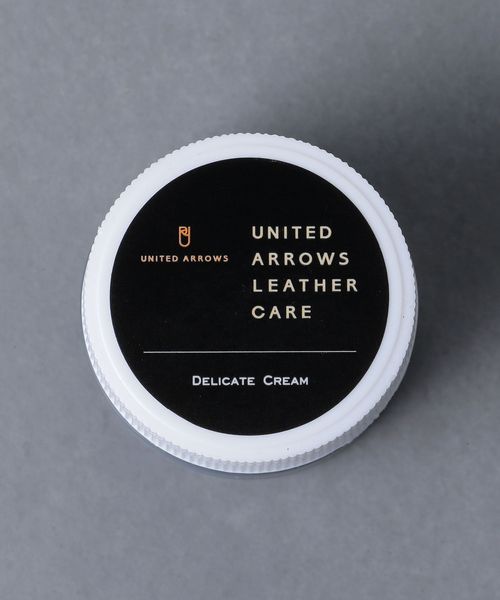 UNITED ARROWS
UNITED
ARROWS
LEATHER
CARE
DELICATE CREAM